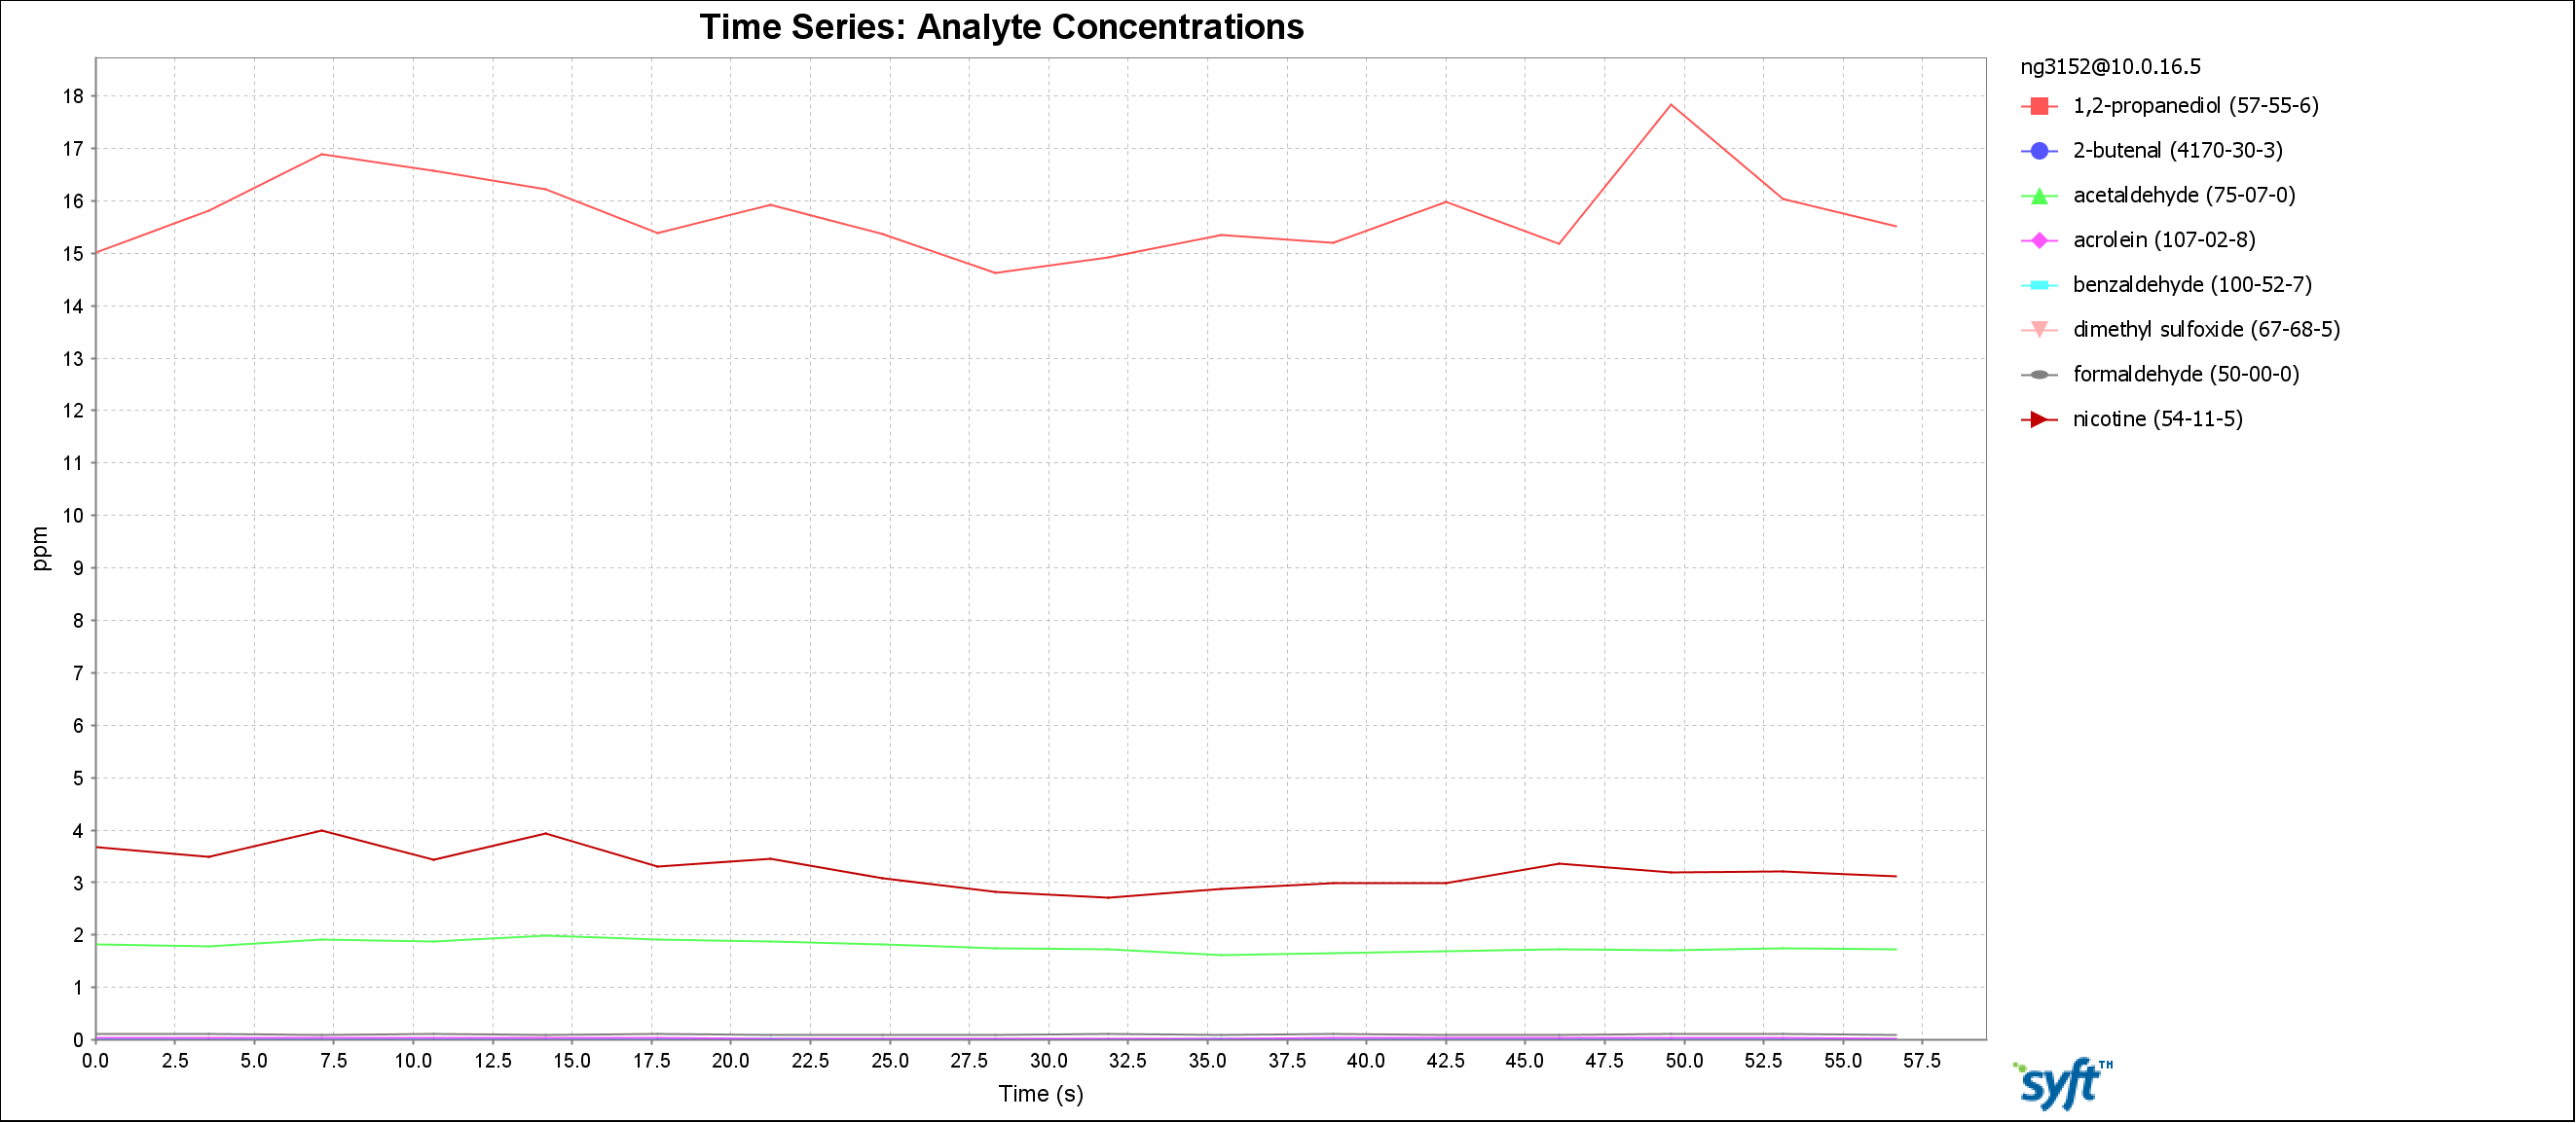 Time Series: Analyte Concentrations
ng3152@10.0.16.5
1,2-propanediol (57-55-6)
2-butenal (4170-30-3)
acetaldehyde (75-07-0)
acrolein (107-02-8)
benzaldehyde (100-52-7)
dimethyl sulfoxide (67-68-5)
formaldehyde (50-00-0)
nicotine (54-11-5)
ppm
18
17
16
15
14
13
12
11
10
9
8
7
6
5
4
3
2
1
0
0.0 2.5 5.0 7.5 10.0 12.5 15.0 17.5 20.0 22.5 25.0 27.5 30.0 32.5 35.0 37.5 40.0 42.5 45.0 47.5 50.0 52.5 55.0 57.5
Time (s)
syft™